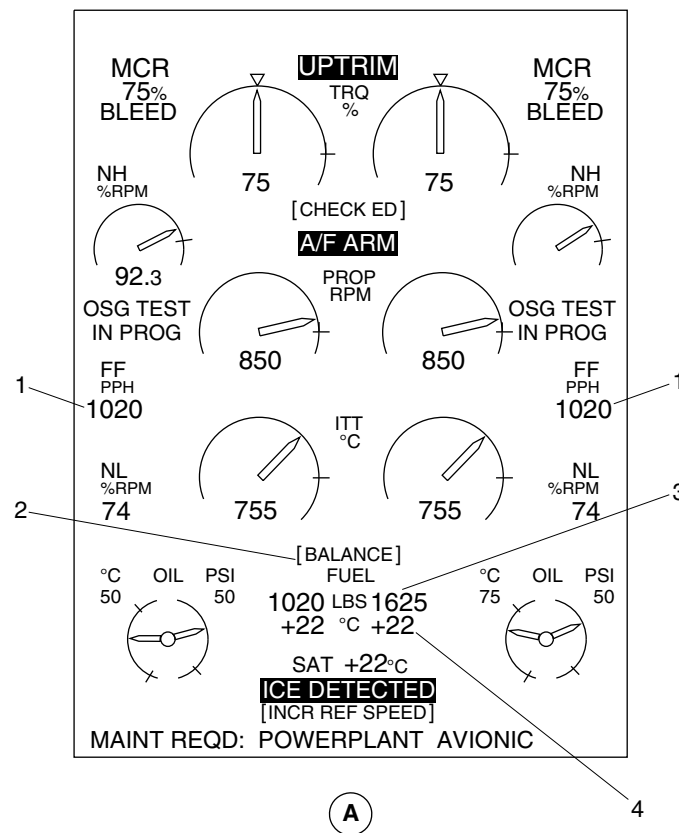 MCR
75%
BLEED
UPTRIM
TRQ
%
MCR
75%
BLEED
75
75
[CHECK ED]
NH
%RPM
92.3
NH
%RPM
A/F ARM
PROP
RPM
OSG TEST
IN PROG
850
850
OSG TEST
IN PROG
1
FF
PPH
1020
FF
PPH
1020
1
ITT
°C
NL
%RPM
74
755
755
NL
%RPM
74
2
3
[BALANCE]
FUEL
1020 LBS 1625
+22 °C +22
°C OIL PSI
50 50
°C OIL PSI
75 50
SAT +22°C
ICE DETECTED
[INCR REF SPEED]
MAINT REQD: POWERPLANT AVIONIC
4
A